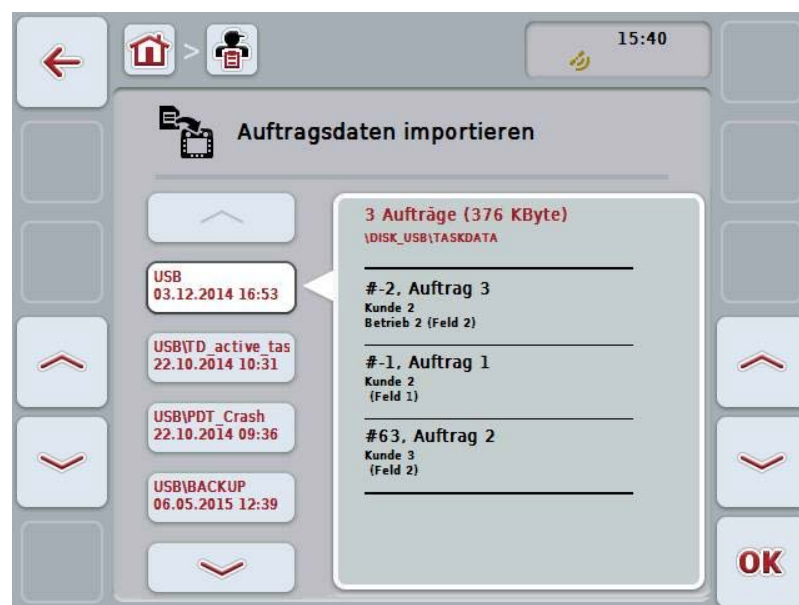 15:40
Auftragsdaten importieren
USB
03.12.2014 16:53
USB\TD_active_tas
22.10.2014 10:31
USB\PDT_Crash
22.10.2014 09:36
USB\BACKUP
06.05.2015 12:39
3 Aufträge (376 KByte)
\DISK_USB\TASKDATA
#-2, Auftrag 3
Kunde 2
Betrieb 2 (Feld 2)
#-1, Auftrag 1
Kunde 2
(Feld 1)
#63, Auftrag 2
Kunde 3
(Feld 2)
OK